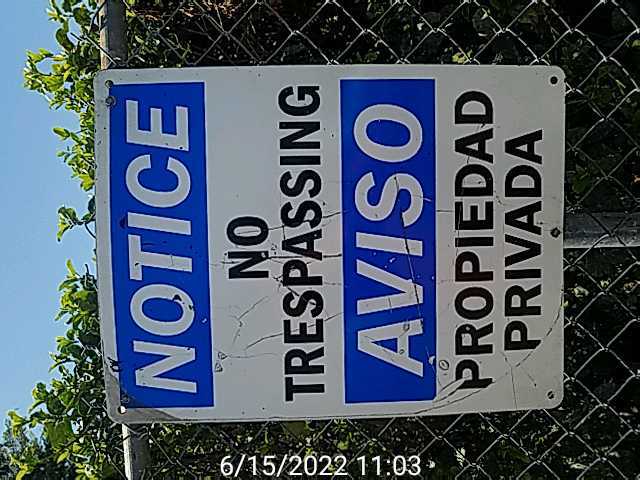 NOTICE
NO
TRESPASSING
AVISO
PROPIEDAD
PRIVADA
6/15/2022 11:03